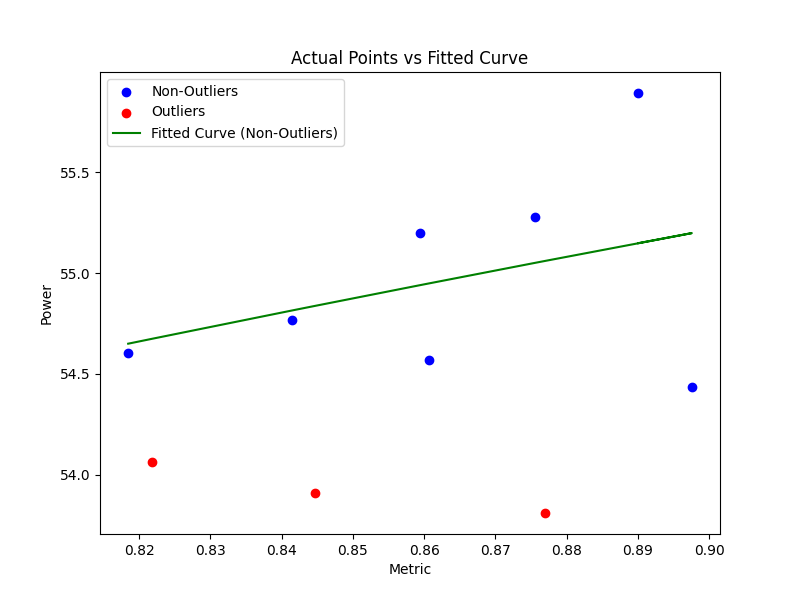 Actual Points vs Fitted Curve
Non-Outliers
Outliers
Fitted Curve (Non-Outliers)
Power
55.5
55.0
54.5
54.0
0.82 0.83 0.84 0.85 0.86 0.87 0.88 0.89 0.90
Metric